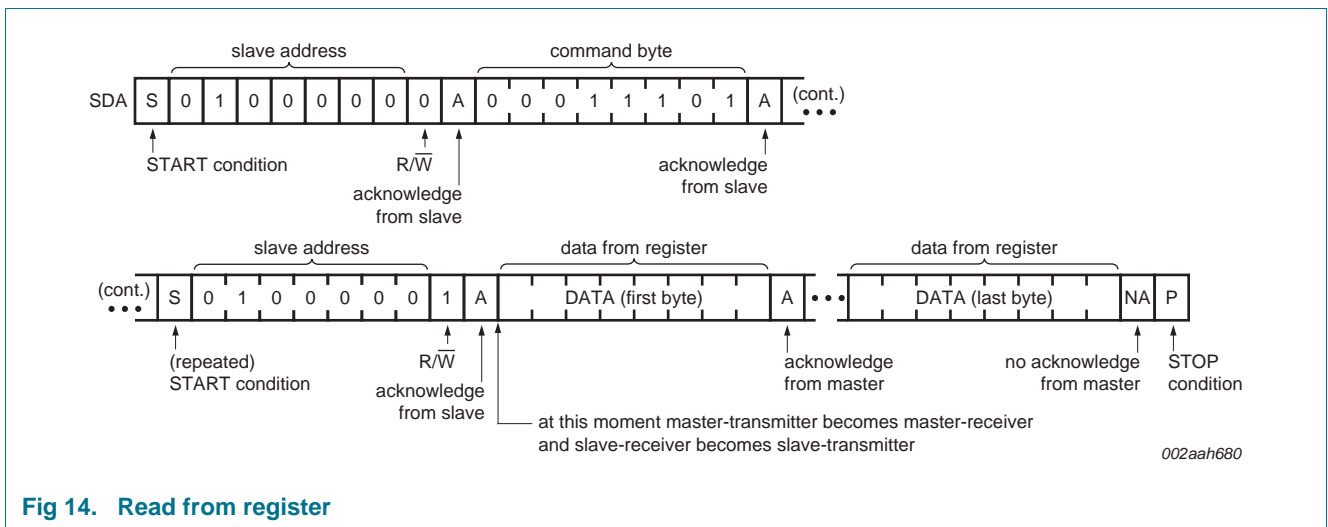 slave address command byte
SDA S 0 1 0 0 0 0 0 0 A 0 0 0 1 1 1 0 1 A (cont.)
START condition R/W̅ acknowledge
acknowledge from slave
from slave
slave address data from register data from register
(cont.) S 0 1 0 0 0 0 0 1 A DATA (first byte) A DATA (last byte) NA P
(repeated) R/W̅ acknowledge no acknowledge STOP
START condition acknowledge from master from master condition
from slave
at this moment master-transmitter becomes master-receiver
and slave-receiver becomes slave-transmitter
002aah680
Fig 14. Read from register